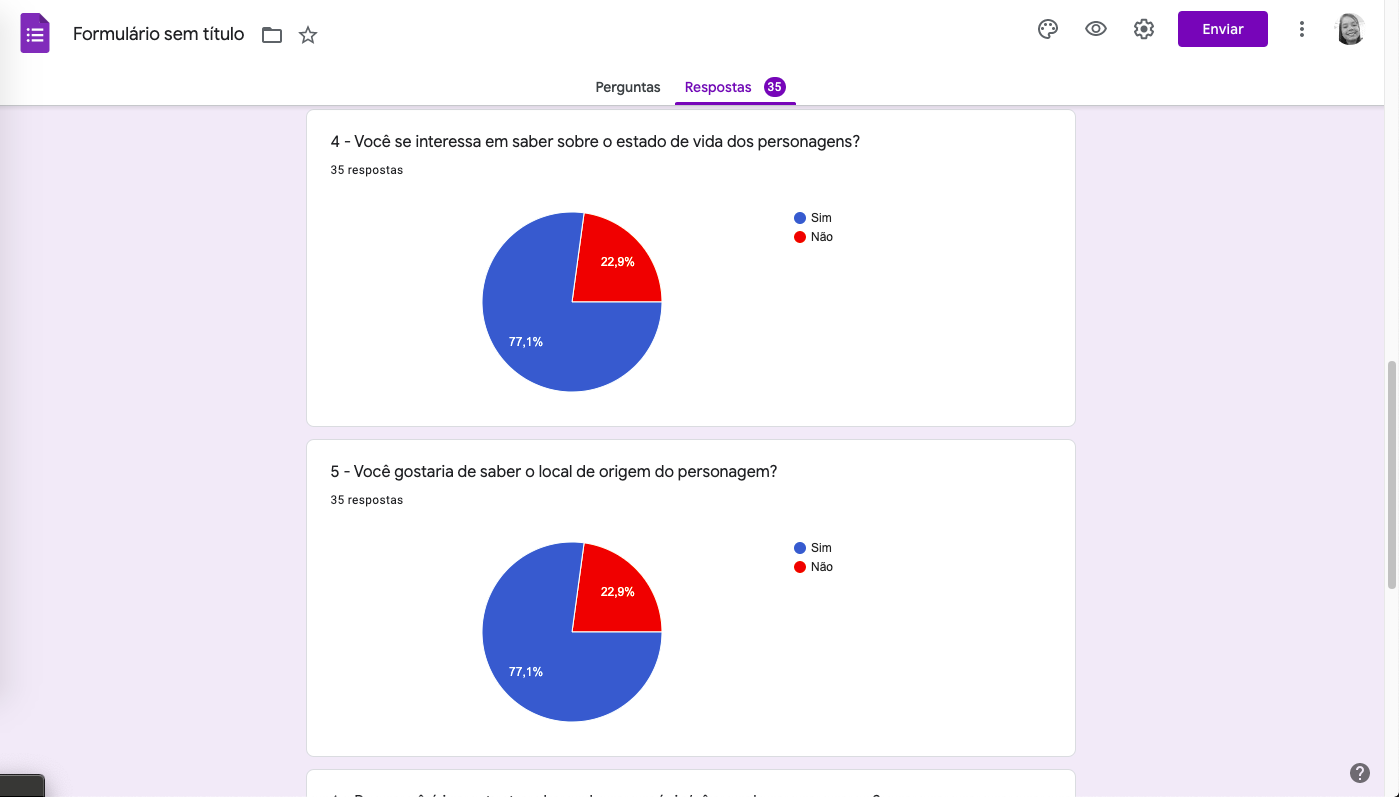 Formulário sem título
Enviar
Perguntas
Respostas 35
4 - Você se interessa em saber sobre o estado de vida dos personagens?
35 respostas
Sim
Não
22,9%
77,1%
5 - Você gostaria de saber o local de origem do personagem?
35 respostas
Sim
Não
22,9%
77,1%